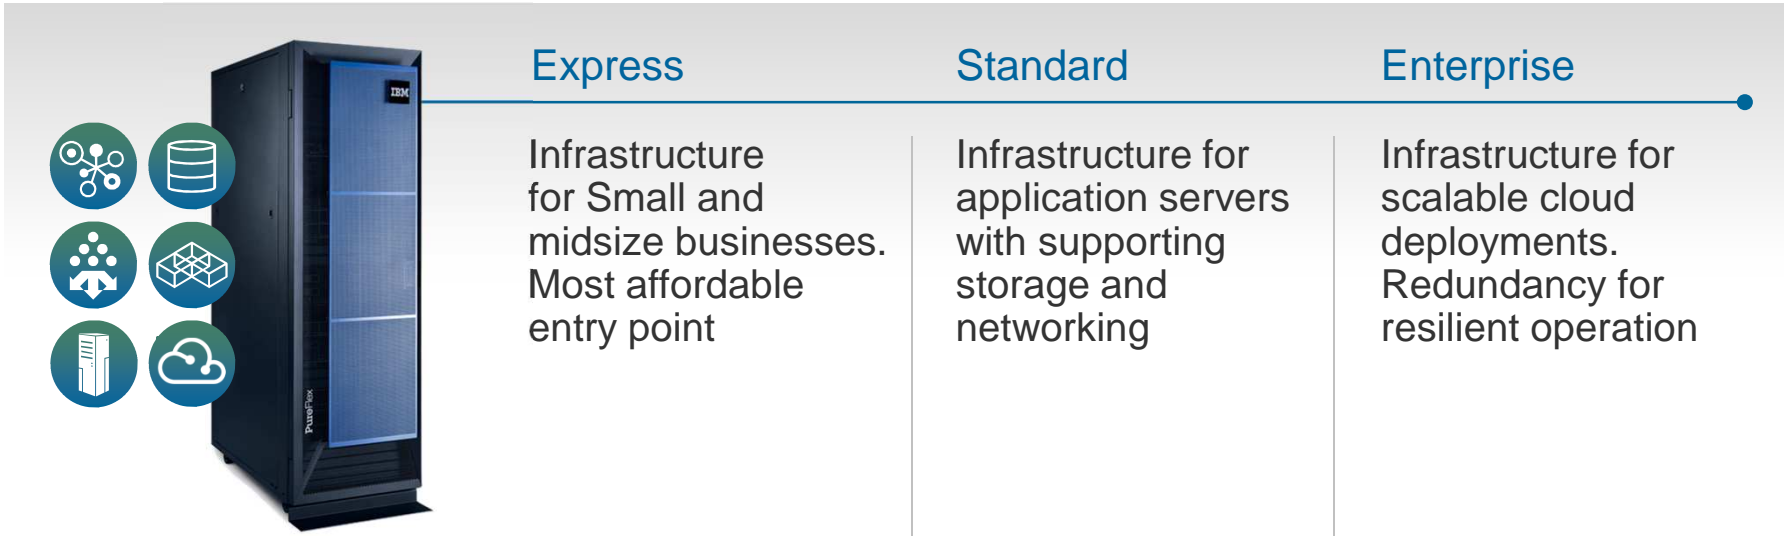 IBM
PureFlex
Express
Infrastructure
for Small and
midsize businesses.
Most affordable
entry point
Standard
Infrastructure for
application servers
with supporting
storage and
networking
Enterprise
Infrastructure for
scalable cloud
deployments.
Redundancy for
resilient operation